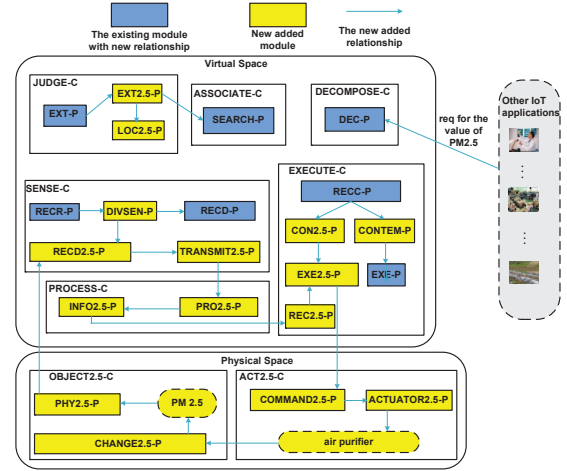 The existing module
with new relationship
New added
module
The new added
relationship
Virtual Space
JUDGE-C
EXT-P
EXT2.5-P
LOC2.5-P
ASSOCIATE-C
SEARCH-P
DECOMPOSE-C
DEC-P
req for the
value of
PM2.5
Other IoT
applications
SENSE-C
RECR-P
DIVSEN-P
RECD-P
RECD2.5-P
TRANSMIT2.5-P
EXECUTE-C
RECC-P
CON2.5-P
CONTEM-P
EXE2.5-P
EXE-P
REC2.5-P
PROCESS-C
INFO2.5-P
PRO2.5-P
Physical Space
OBJECT2.5-C
PHY2.5-P
PM 2.5
CHANGE2.5-P
ACT2.5-C
COMMAND2.5-P
ACTUATOR2.5-P
air purifier